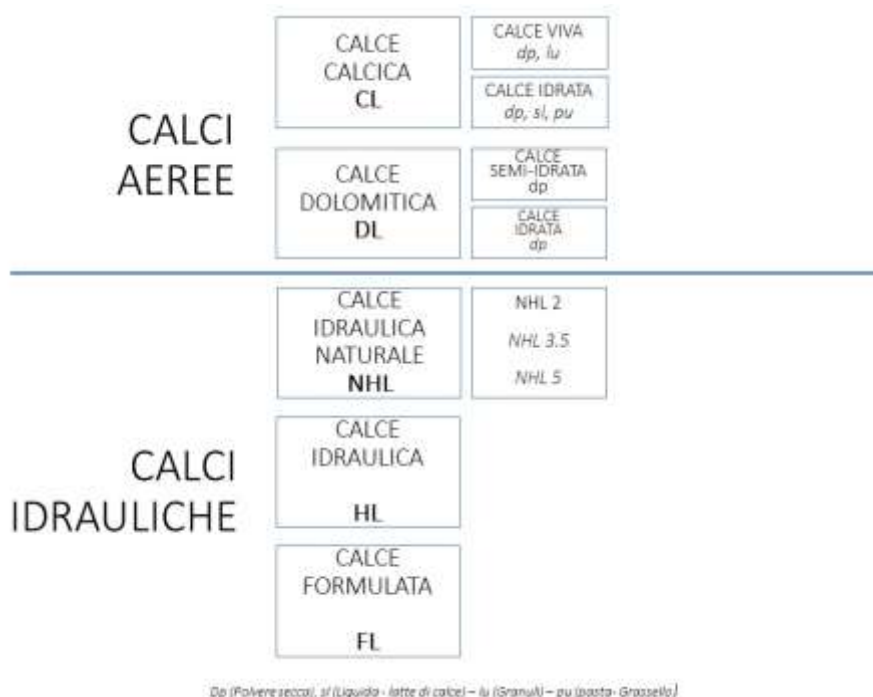 CALCI
AEREE
CALCE
CALCICA
CL
CALCE VIVA
dp, lu
CALCE IDRATA
dp, sl, pu
CALCE
DOLOMITICA
DL
CALCE
SEMI-IDRATA
dp
CALCE
IDRATA
dp
CALCI
IDRAULICHE
CALCE
IDRAULICA
NATURALE
NHL
NHL 2
NHL 3.5
NHL 5
CALCE
IDRAULICA
HL
CALCE
FORMULATA
FL
Dp (Polvere secca), sl (Liquida - latte di calce) – lu (Granuli) – pu (pasta- Grassello)